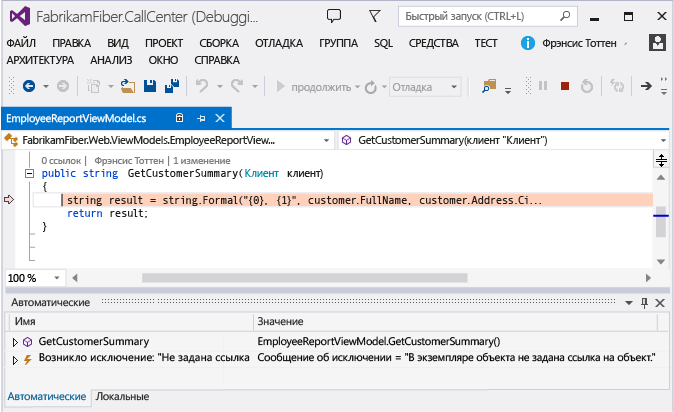 FabrikamFiber.CallCenter (Debuggi... Быстрый запуск (CTRL+L)
ФАЙЛ ПРАВКА ВИД ПРОЕКТ СБОРКА ОТЛАДКА ГРУППА SQL СРЕДСТВА ТЕСТ Фрэнсис Тоттен
АРХИТЕКТУРА АНАЛИЗ ОКНО СПРАВКА
продолжить Отладка
EmployeeReportViewModel.cs
FabrikamFiber.Web.ViewModels.EmployeeReportView... GetCustomerSummary(клиент "Клиент")
0 ссылок | Фрэнсис Тоттен | 1 изменение
public string GetCustomerSummary(Клиент клиент)
{
string result = string.Formal("{0}, {1}", customer.FullName, customer.Address.Ci...
return result;
}
100 %
Автоматические
Имя Значение
GetCustomerSummary EmployeeReportViewModel.GetCustomerSummary()
Возникло исключение: "Не задана ссылка Сообщение об исключении = "В экземпляре объекта не задана ссылка на объект."
Автоматические Локальные